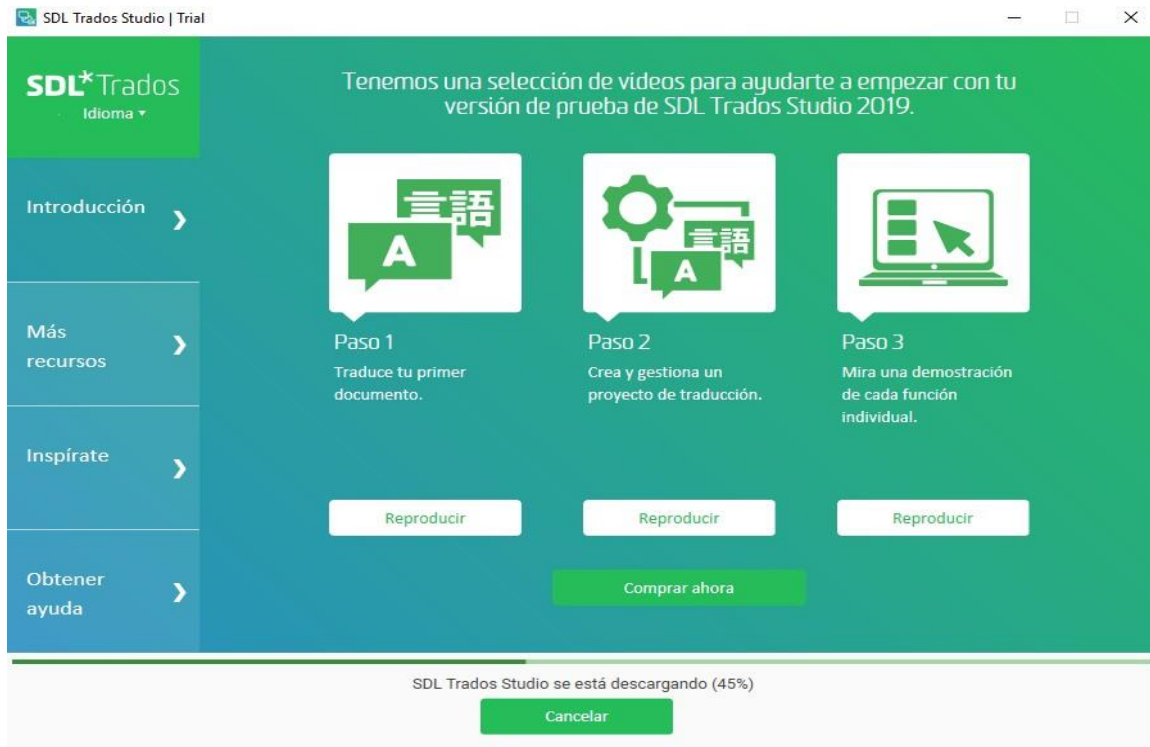 SDL Trados Studio | Trial
SDL* Trados
Idioma
Introducción
Más
recursos
Inspírate
Obtener
ayuda
Tenemos una selección de vídeos para ayudarte a empezar con tu
versión de prueba de SDL Trados Studio 2019.
言語
A
Paso 1
Traduce tu primer
documento.
Reproducir
言語
A
Paso 2
Crea y gestiona un
proyecto de traducción.
Reproducir
Paso 3
Mira una demostración
de cada función
individual.
Reproducir
Comprar ahora
SDL Trados Studio se está descargando (45%)
Cancelar